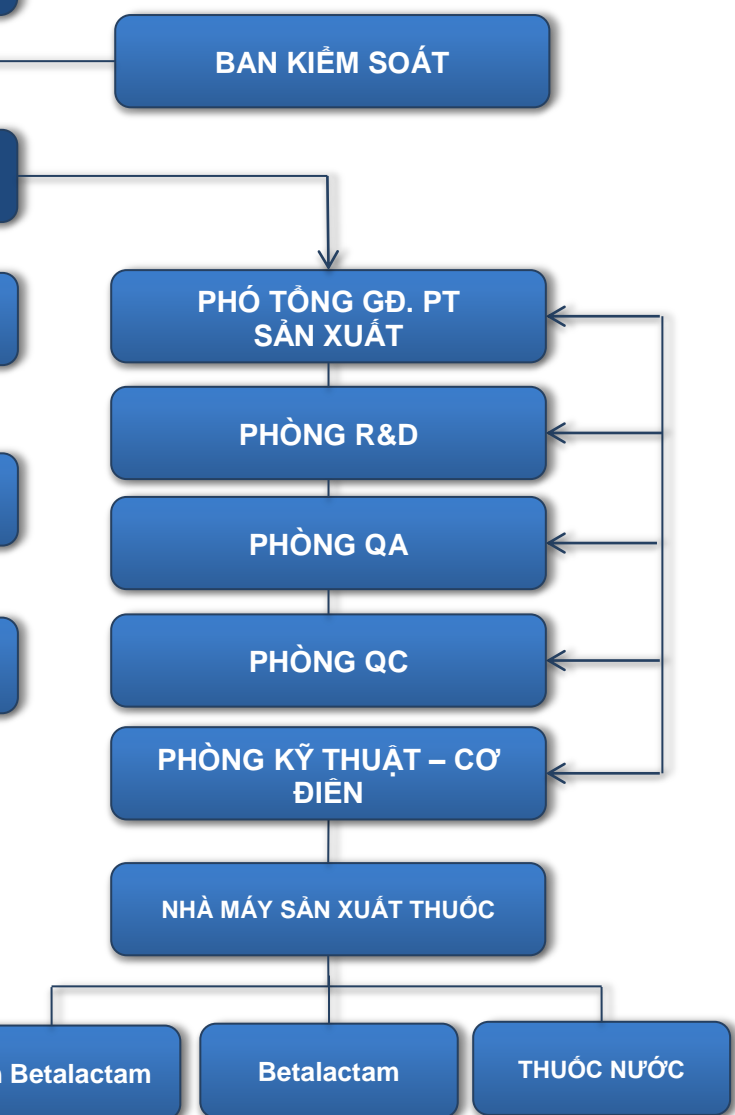 BAN KIỂM SOÁT
PHÓ TỔNG GĐ. PT
SẢN XUẤT
PHÒNG R&D
PHÒNG QA
PHÒNG QC
PHÒNG KỸ THUẬT – CƠ
ĐIÊN
NHÀ MÁY SẢN XUẤT THUỐC
Betalactam
Betalactam
THUỐC NƯỚC